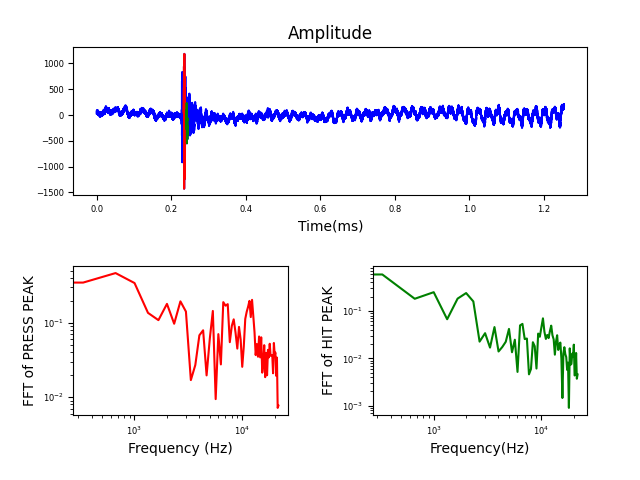 Amplitude
1000
500
0
−500
−1000
−1500
0.0 0.2 0.4 0.6 0.8 1.0 1.2
Time(ms)
FFT of PRESS PEAK
10⁻¹
10⁻²
10³ 10⁴
Frequency (Hz)
FFT of HIT PEAK
10⁻¹
10⁻²
10⁻³
10³ 10⁴
Frequency(Hz)